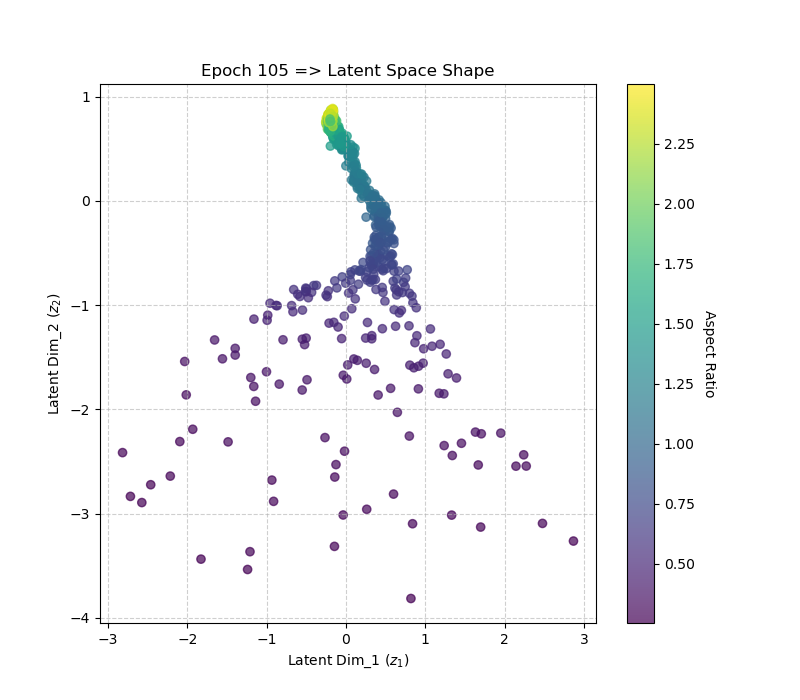 Epoch 105 => Latent Space Shape
1
0
−1
−2
−3
−4
Latent Dim_2 (z₂)
−3 −2 −1 0 1 2 3
Latent Dim_1 (z₁)
2.25
2.00
1.75
1.50
1.25
1.00
0.75
0.50
Aspect Ratio